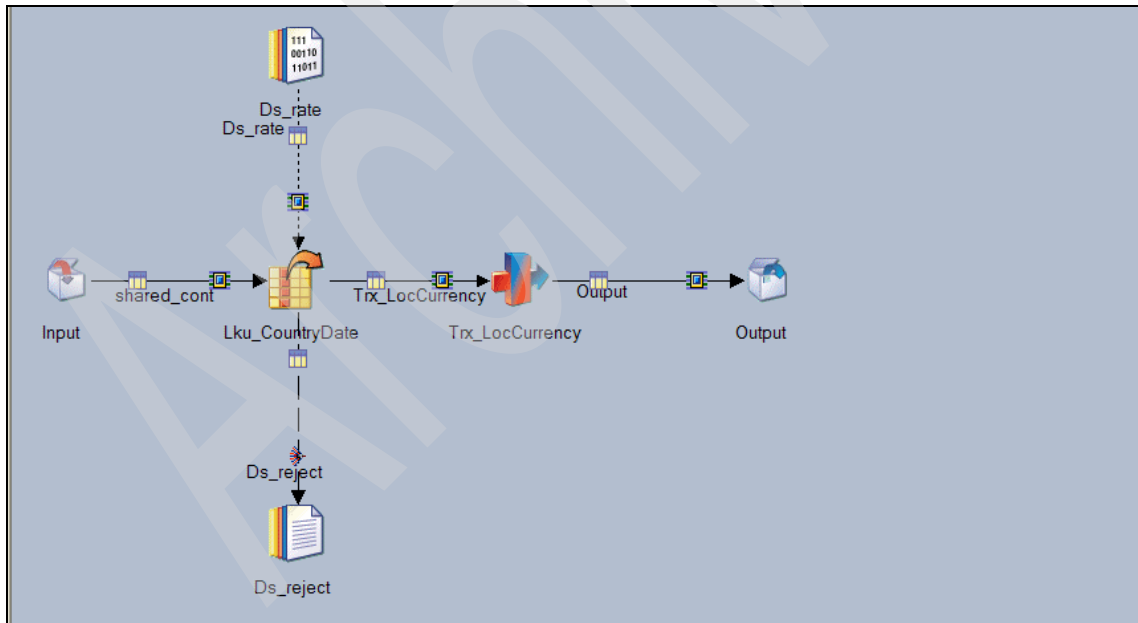 111
00110
11011
Ds_rate
Ds_rate
shared_cont
Trx_LocCurrency
Output
Input
Lku_CountryDate
Trx_LocCurrency
Output
Ds_reject
Ds_reject